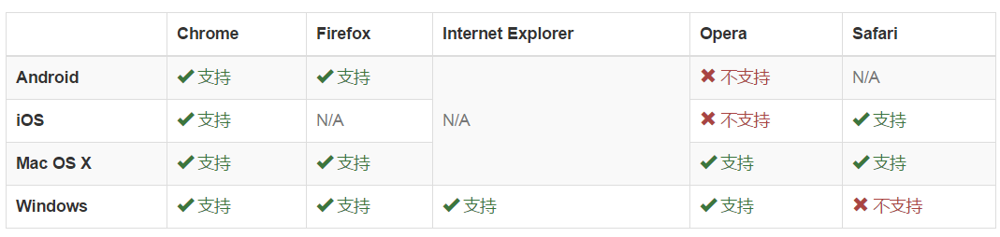 Chrome Firefox Internet Explorer Opera Safari
Android ✔ 支持 ✔ 支持 ✖ 不支持 N/A
iOS ✔ 支持 N/A N/A ✖ 不支持 ✔ 支持
Mac OS X ✔ 支持 ✔ 支持 ✔ 支持 ✔ 支持
Windows ✔ 支持 ✔ 支持 ✔ 支持 ✔ 支持 ✖ 不支持